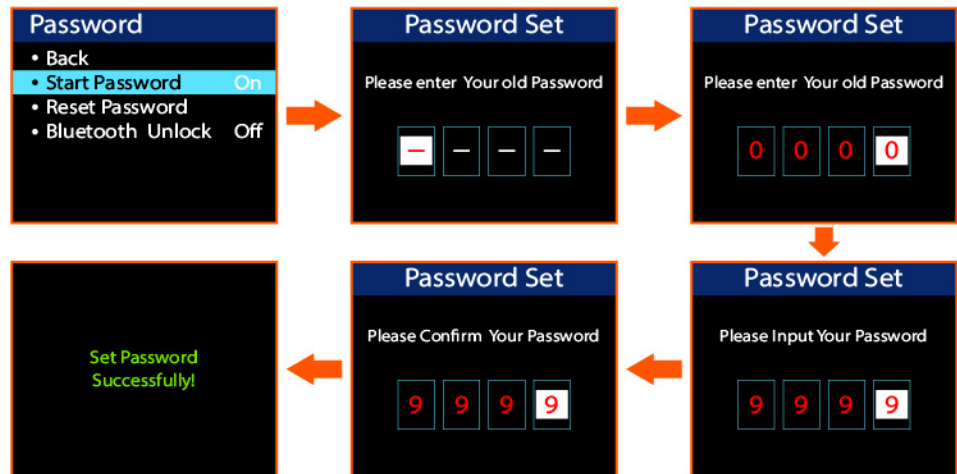 Password
• Back
• Start Password On
• Reset Password
• Bluetooth Unlock Off
Password Set
Please enter Your old Password
– – – –
Password Set
Please enter Your old Password
0 0 0 0
Password Set
Please Input Your Password
9 9 9 9
Password Set
Please Confirm Your Password
9 9 9 9
Set Password
Successfully!